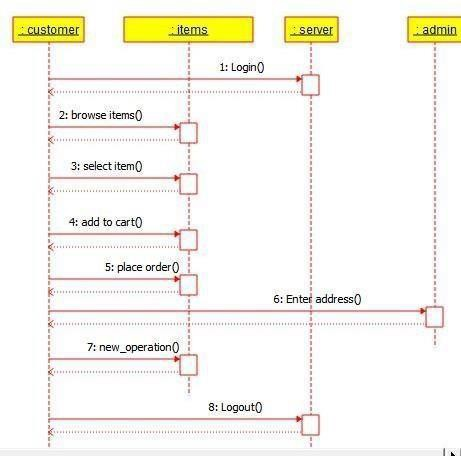 : customer
: items
: server
: admin
1: Login()
2: browse items()
3: select item()
4: add to cart()
5: place order()
6: Enter address()
7: new_operation()
8: Logout()